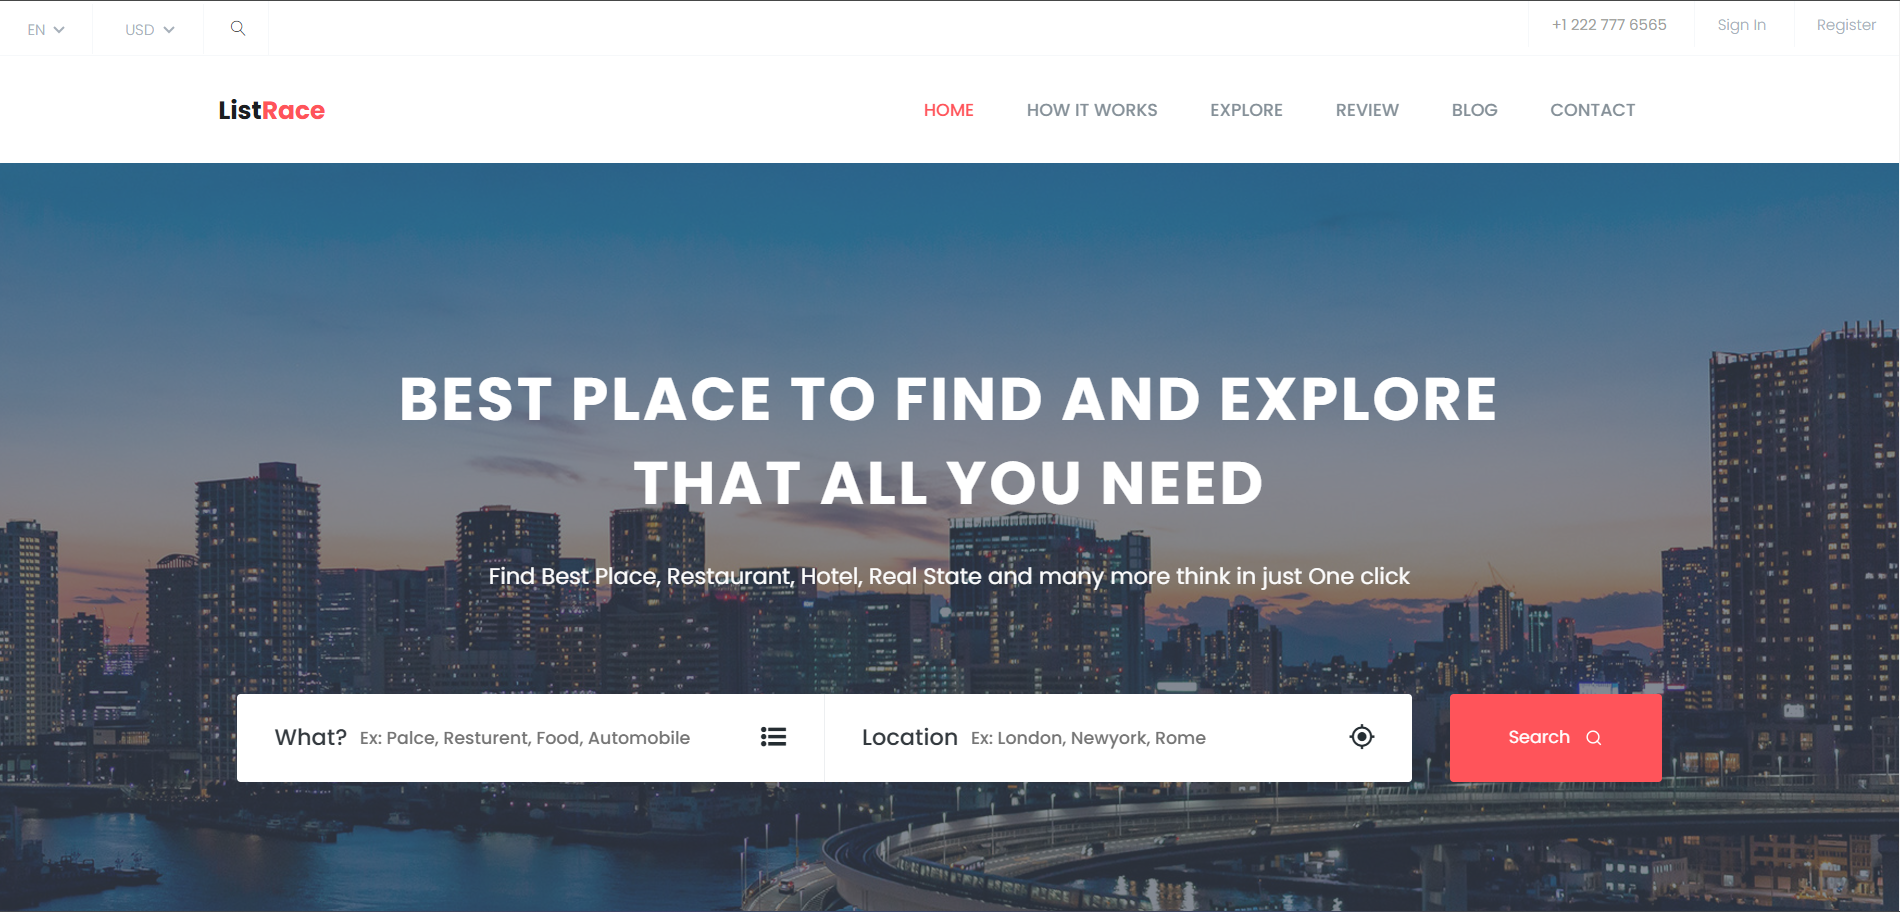 EN USD +1 222 777 6565 Sign In Register
ListRace HOME HOW IT WORKS EXPLORE REVIEW BLOG CONTACT
BEST PLACE TO FIND AND EXPLORE
THAT ALL YOU NEED
Find Best Place, Restaurant, Hotel, Real State and many more think in just One click
What? Ex: Palce, Resturent, Food, Automobile Location Ex: London, Newyork, Rome Search